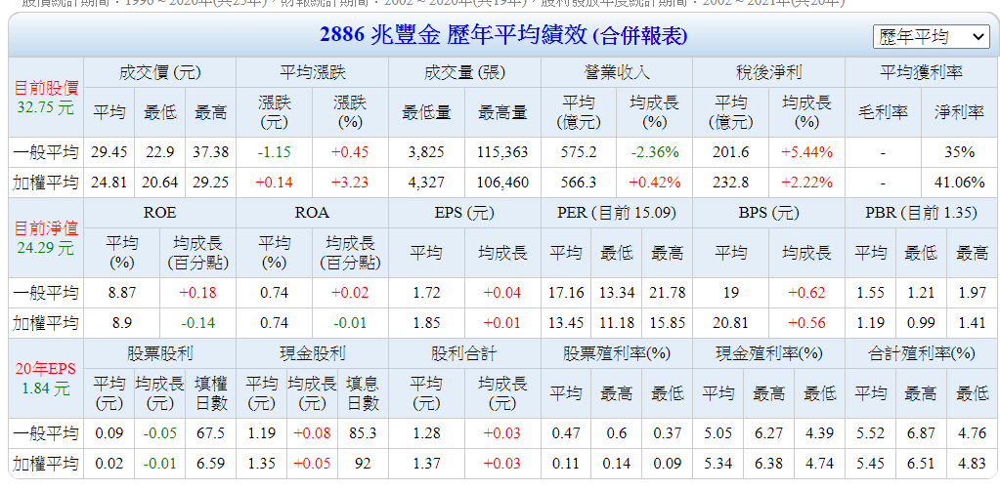 股價統計期間：1996～2020年(共25年)，財報統計期間：2002～2020年(共19年)，股利發放年度統計期間：2002～2021年(共20年)
2886 兆豐金 歷年平均績效 (合併報表) 歷年平均
目前股價 32.75 元 成交價 (元) 平均漲跌 成交量 (張) 營業收入 稅後淨利 平均獲利率
平均 最低 最高 漲跌 (元) 漲跌 (%) 最低量 最高量 平均 (億元) 均成長 (%) 平均 (億元) 均成長 (%) 毛利率 淨利率
一般平均 29.45 22.9 37.38 -1.15 +0.45 3,825 115,363 575.2 -2.36% 201.6 +5.44% - 35%
加權平均 24.81 20.64 29.25 +0.14 +3.23 4,327 106,460 566.3 +0.42% 232.8 +2.22% - 41.06%
目前淨值 24.29 元 ROE ROA EPS (元) PER (目前 15.09) BPS (元) PBR (目前 1.35)
平均 (%) 均成長 (百分點) 平均 (%) 均成長 (百分點) 平均 均成長 平均 最低 最高 平均 均成長 平均 最低 最高
一般平均 8.87 +0.18 0.74 +0.02 1.72 +0.04 17.16 13.34 21.78 19 +0.62 1.55 1.21 1.97
加權平均 8.9 -0.14 0.74 -0.01 1.85 +0.01 13.45 11.18 15.85 20.81 +0.56 1.19 0.99 1.41
20年EPS 1.84 元 股票股利 現金股利 股利合計 股票殖利率(%) 現金殖利率(%) 合計殖利率(%)
平均 (元) 均成長 (元) 填權 日數 平均 (元) 均成長 (元) 填息 日數 平均 (元) 均成長 (元) 平均 最高 最低 平均 最高 最低 平均 最高 最低
一般平均 0.09 -0.05 67.5 1.19 +0.08 85.3 1.28 +0.03 0.47 0.6 0.37 5.05 6.27 4.39 5.52 6.87 4.76
加權平均 0.02 -0.01 6.59 1.35 +0.05 92 1.37 +0.03 0.11 0.14 0.09 5.34 6.38 4.74 5.45 6.51 4.83